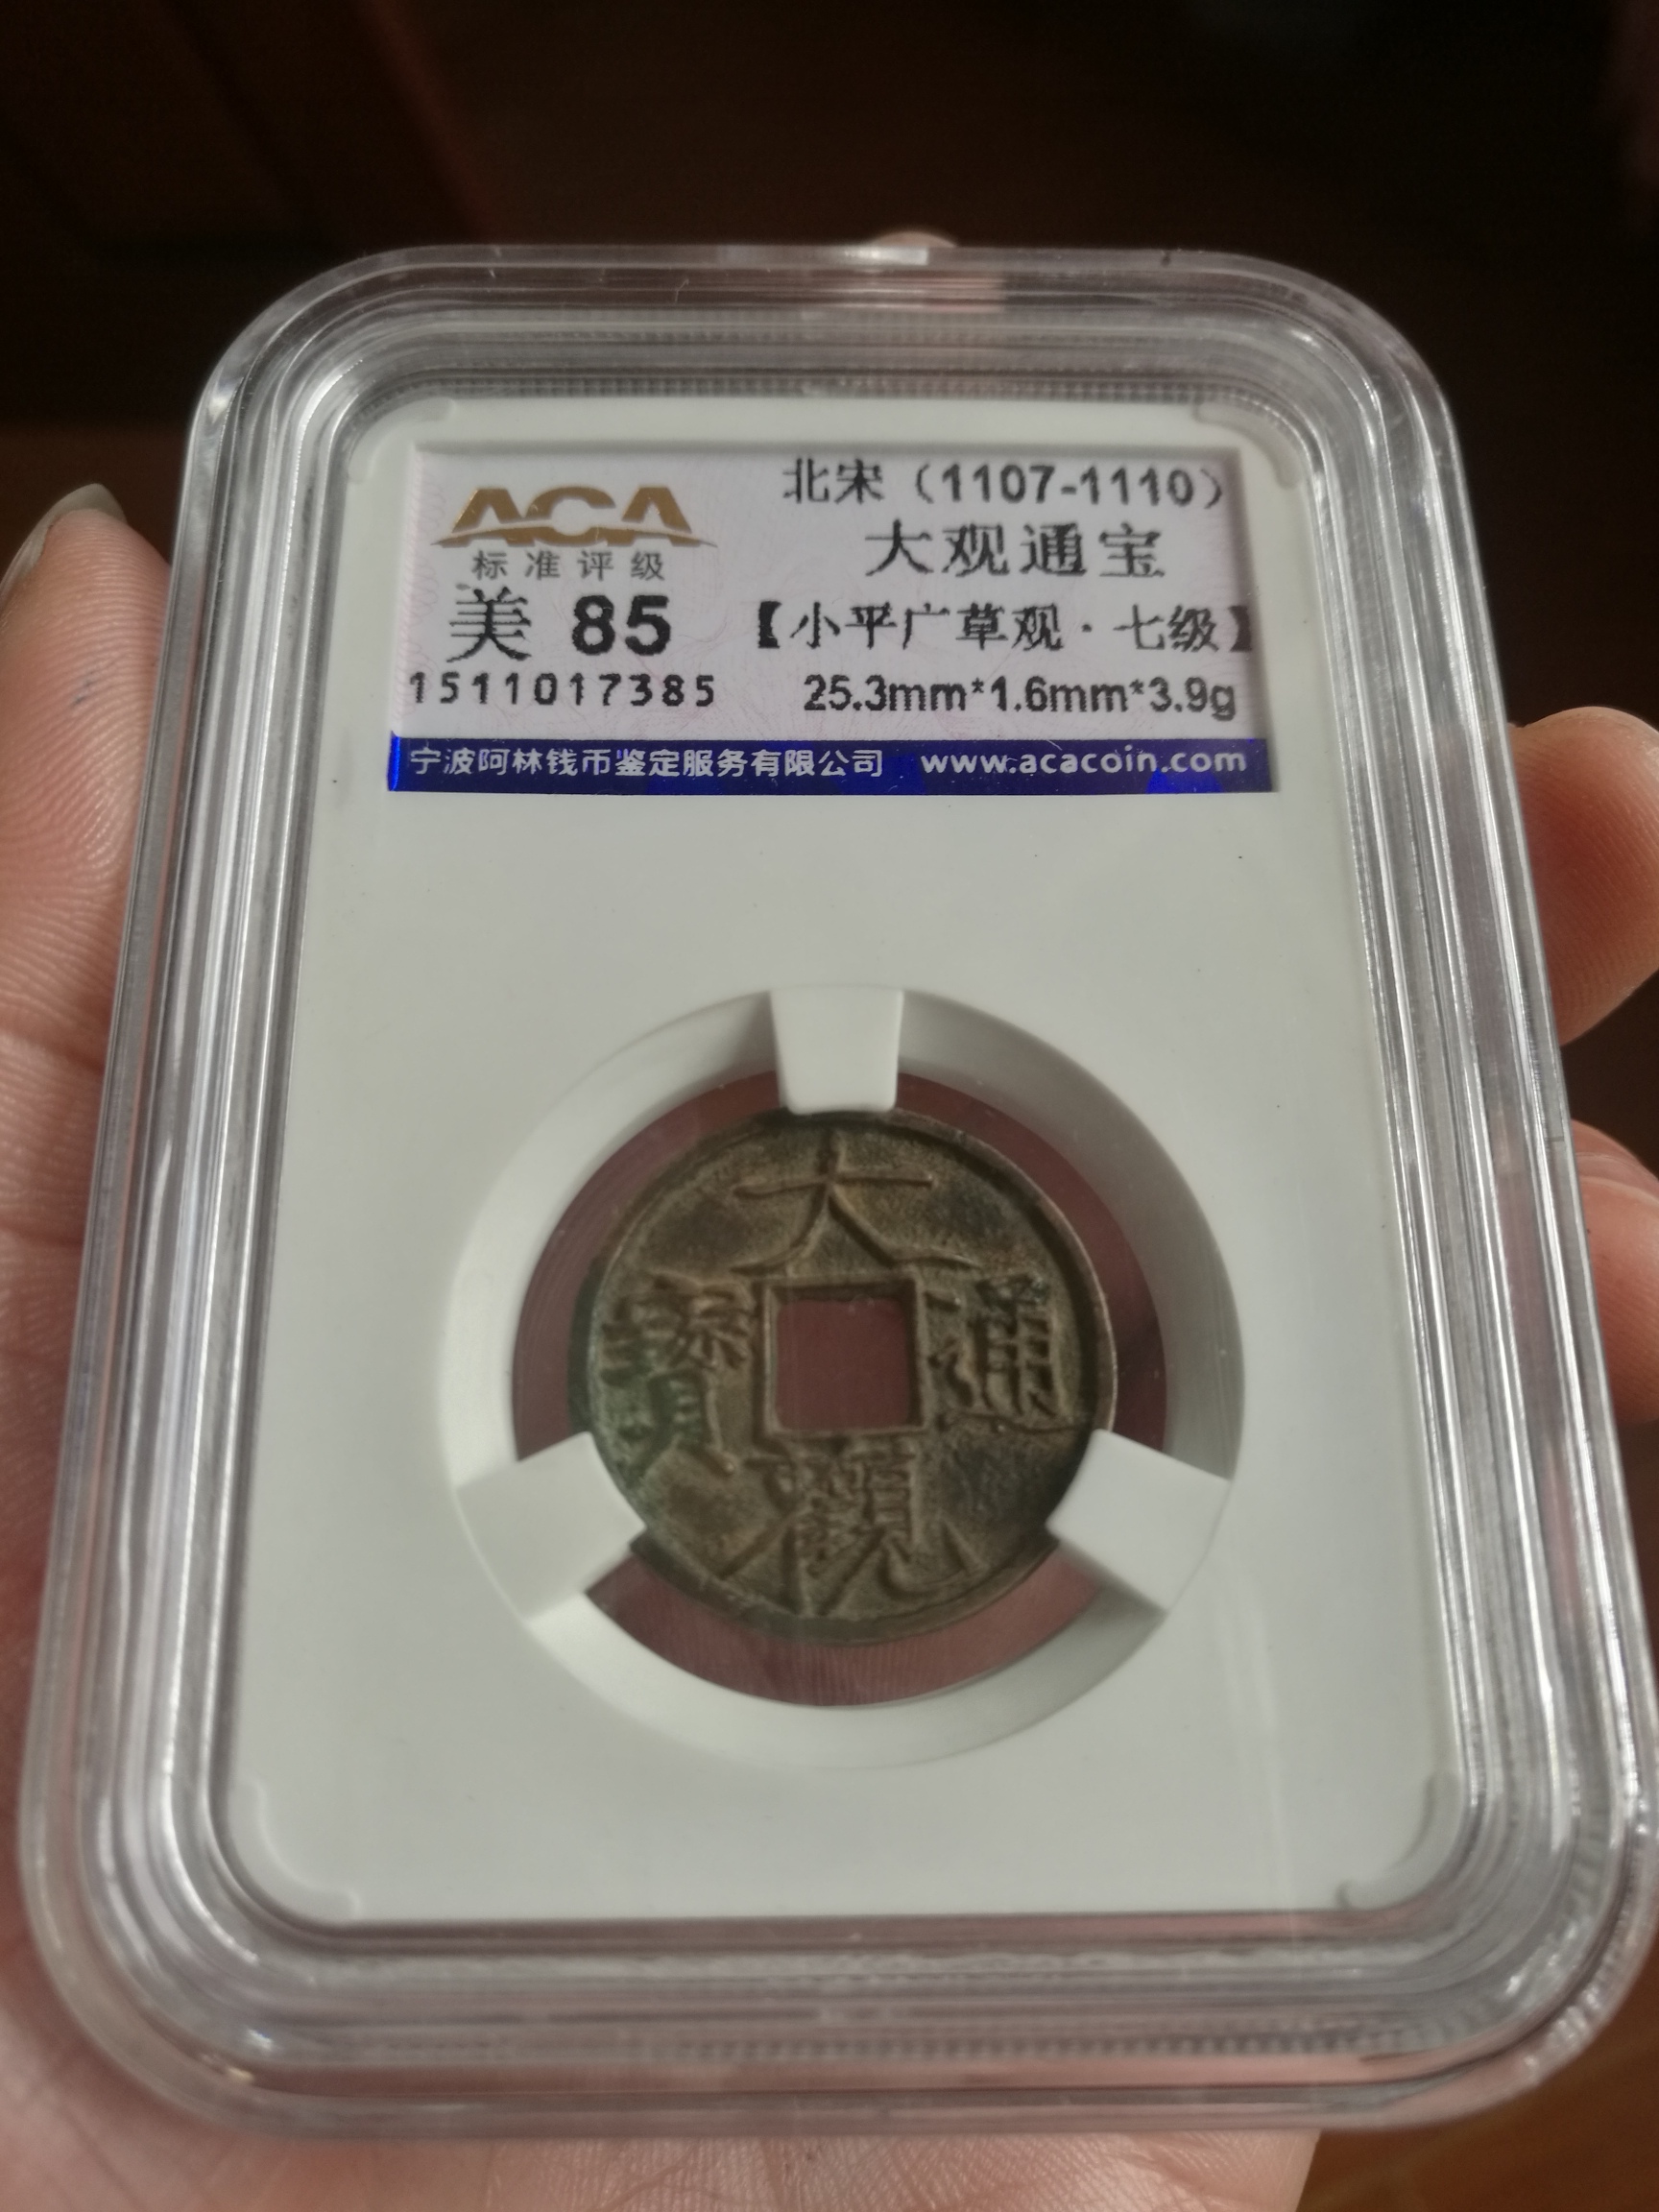 ACA
标准评级
美 85
1511017385
北宋（1107-1110）
大观通宝
【小平广草观·七级】
25.3mm*1.6mm*3.9g
宁波阿林钱币鉴定服务有限公司 www.acacoin.com
大
寶 通
觀